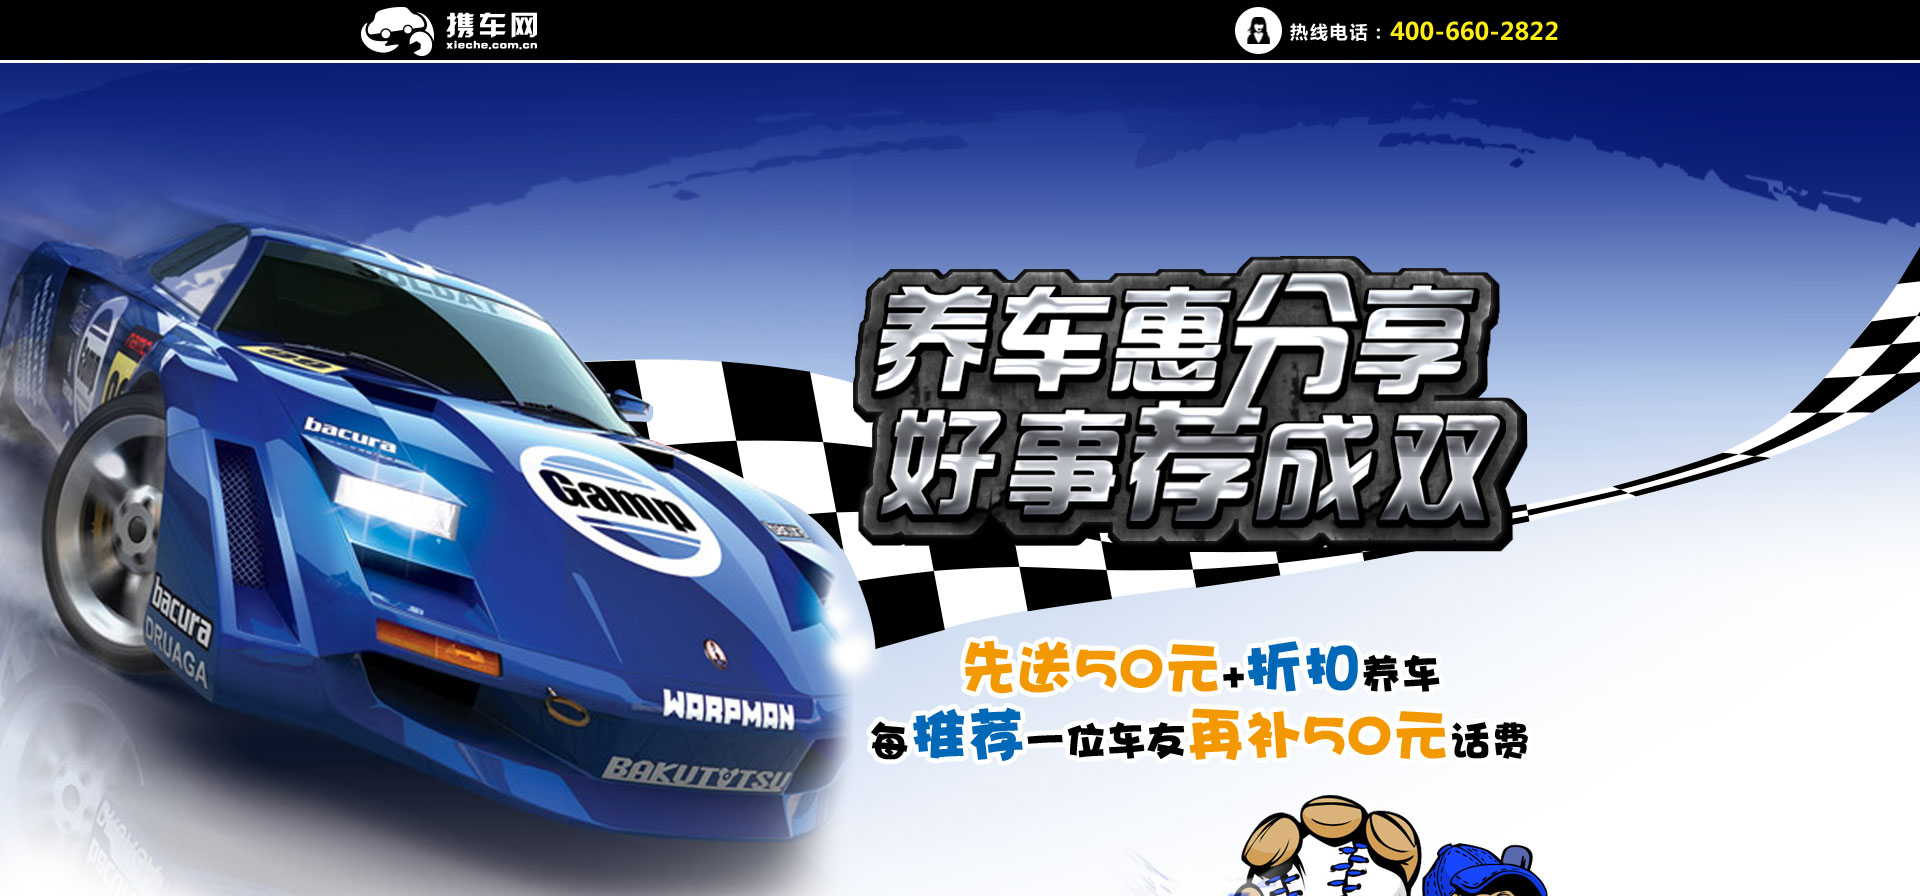 携车网
xieche.com.cn
热线电话：400-660-2822
养车惠分享
好事荐成双
先送50元+折扣养车
每推荐一位车友再补50元话费
bacura
Gamp
bacura
DRUAGA
WARPMAN
BAKUTOTSU